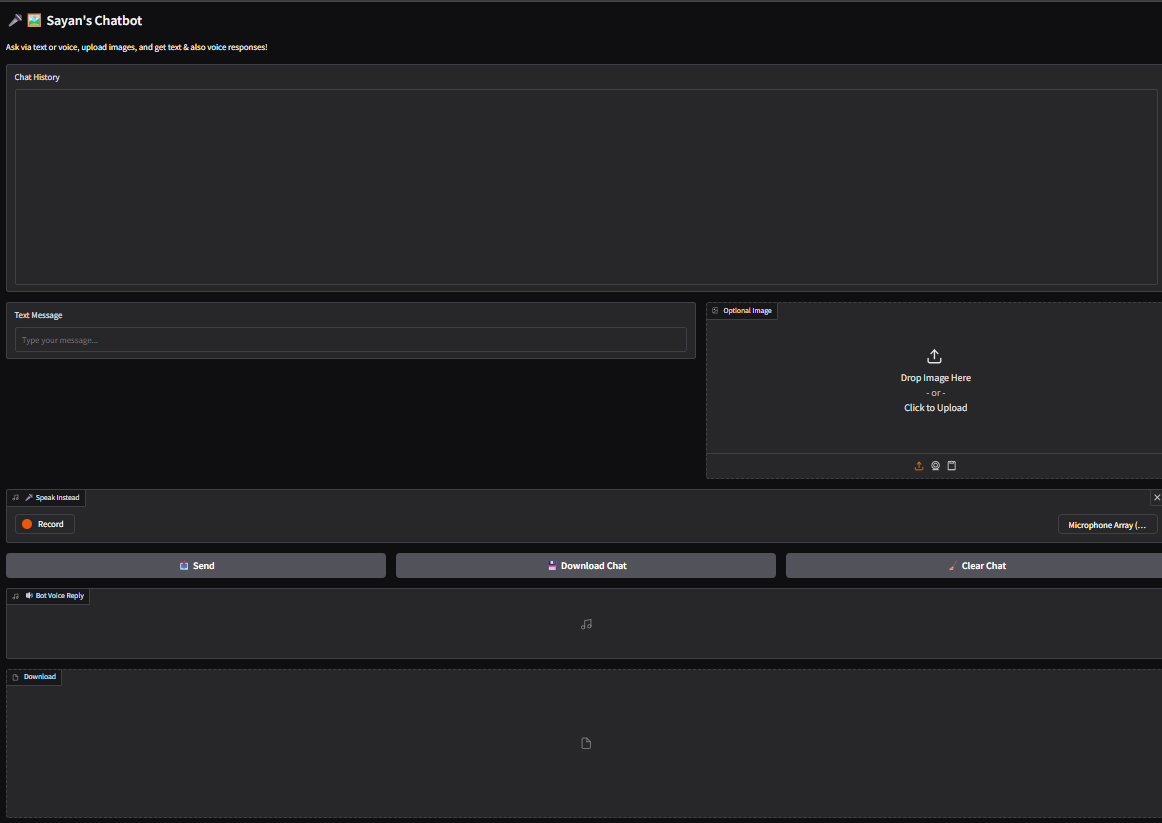 🎤 🖼️ Sayan's Chatbot
Ask via text or voice, upload images, and get text & also voice responses!
Chat History
Text Message
Type your message...
Optional Image
Drop Image Here
- or -
Click to Upload
🎤 Speak Instead
Record
Microphone Array (...
Send
💾 Download Chat
🧹 Clear Chat
🔊 Bot Voice Reply
Download